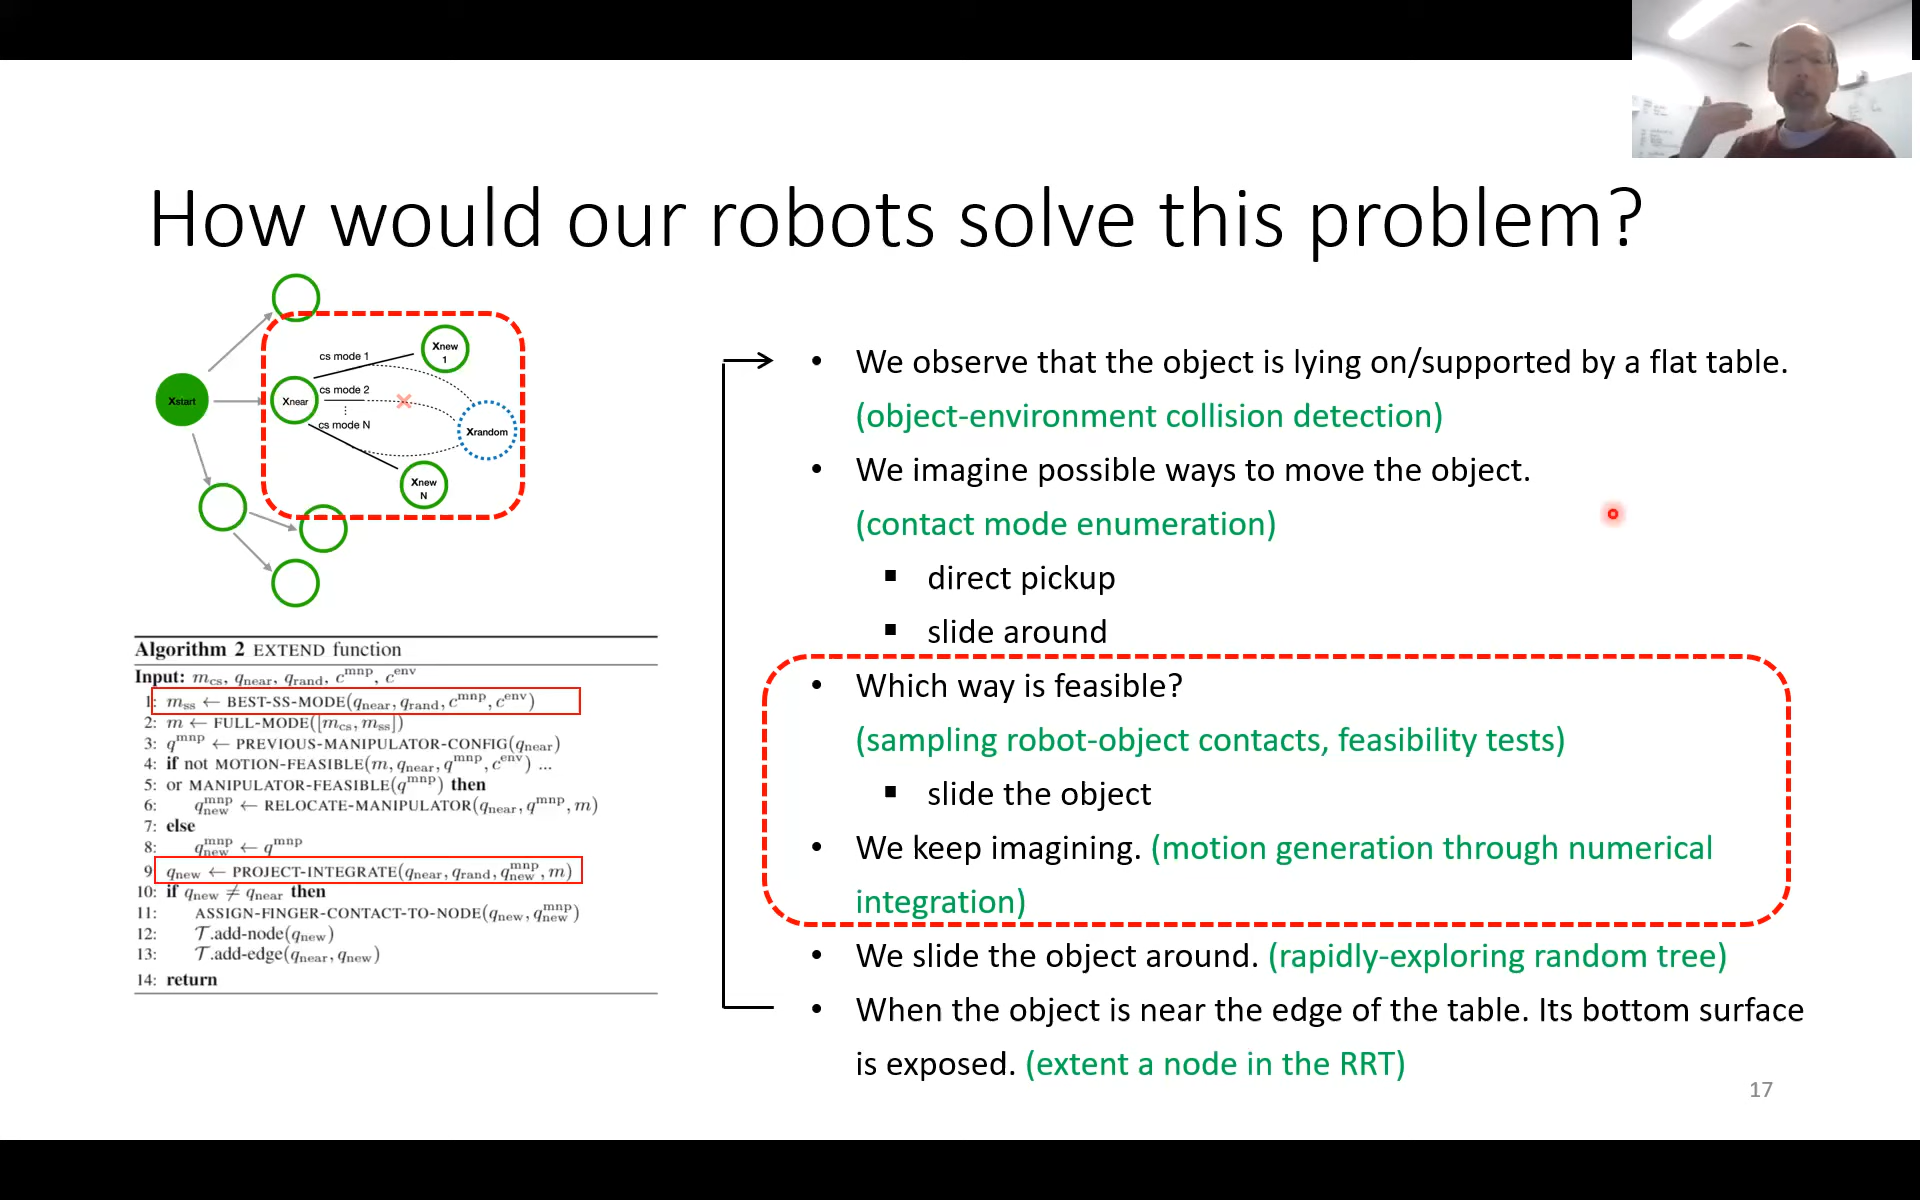 How would our robots solve this problem?
Xstart
Xnear
cs mode 1
cs mode 2
⋮
cs mode N
Xnew
1
Xrandom
Xnew
N
Algorithm 2 EXTEND function
Input: m_cs, q_near, q_rand, c^mnp, c^env
1: m_ss ← BEST-SS-MODE(q_near, q_rand, c^mnp, c^env)
2: m ← FULL-MODE([m_cs, m_ss])
3: q^mnp ← PREVIOUS-MANIPULATOR-CONFIG(q_near)
4: if not MOTION-FEASIBLE(m, q_near, q^mnp, c^env) ...
5: or MANIPULATOR-FEASIBLE(q^mnp) then
6: q_new^mnp ← RELOCATE-MANIPULATOR(q_near, q^mnp, m)
7: else
8: q_new^mnp ← q^mnp
9 q_new ← PROJECT-INTEGRATE(q_near, q_rand, q_new^mnp, m)
10: if q_new ≠ q_near then
11: ASSIGN-FINGER-CONTACT-TO-NODE(q_new, q_new^mnp)
12: T.add-node(q_new)
13: T.add-edge(q_near, q_new)
14: return
• We observe that the object is lying on/supported by a flat table.
(object-environment collision detection)
• We imagine possible ways to move the object.
(contact mode enumeration)
▪ direct pickup
▪ slide around
• Which way is feasible?
(sampling robot-object contacts, feasibility tests)
▪ slide the object
• We keep imagining. (motion generation through numerical
integration)
• We slide the object around. (rapidly-exploring random tree)
• When the object is near the edge of the table. Its bottom surface
is exposed. (extent a node in the RRT)
17